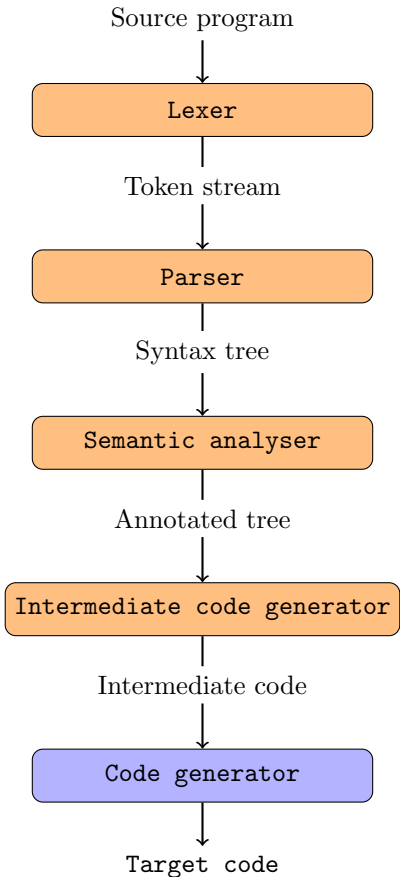 Source program
Lexer
Token stream
Parser
Syntax tree
Semantic analyser
Annotated tree
Intermediate code generator
Intermediate code
Code generator
Target code